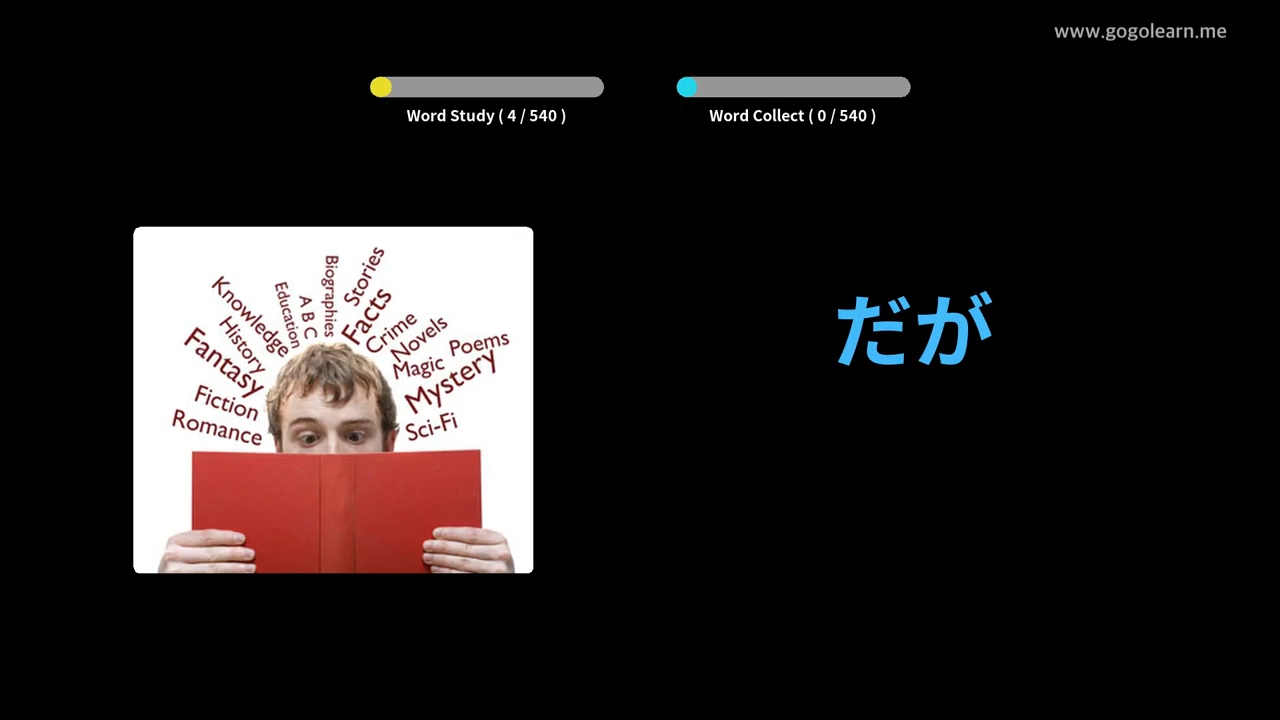 www.gogolearn.me
Word Study ( 4 / 540 )
Word Collect ( 0 / 540 )
Knowledge
History
Fantasy
Fiction
Romance
Education
A B C
Biographies
Stories
Facts
Crime
Novels
Magic
Poems
Mystery
Sci-Fi
だが